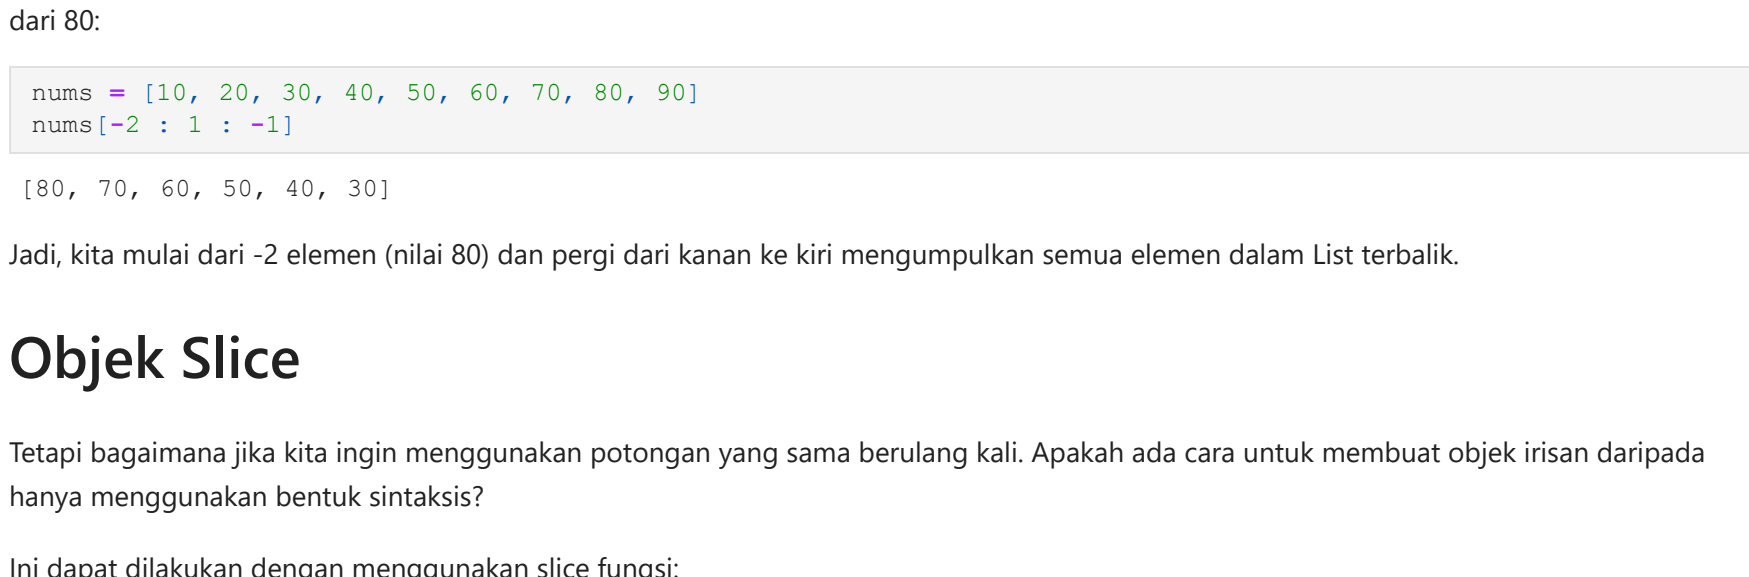 dari 80:
nums = [10, 20, 30, 40, 50, 60, 70, 80, 90]
nums[-2 : 1 : -1]
[80, 70, 60, 50, 40, 30]
Jadi, kita mulai dari -2 elemen (nilai 80) dan pergi dari kanan ke kiri mengumpulkan semua elemen dalam List terbalik.
Objek Slice
Tetapi bagaimana jika kita ingin menggunakan potongan yang sama berulang kali. Apakah ada cara untuk membuat objek irisan daripada
hanya menggunakan bentuk sintaksis?
Ini dapat dilakukan dengan menggunakan slice fungsi: